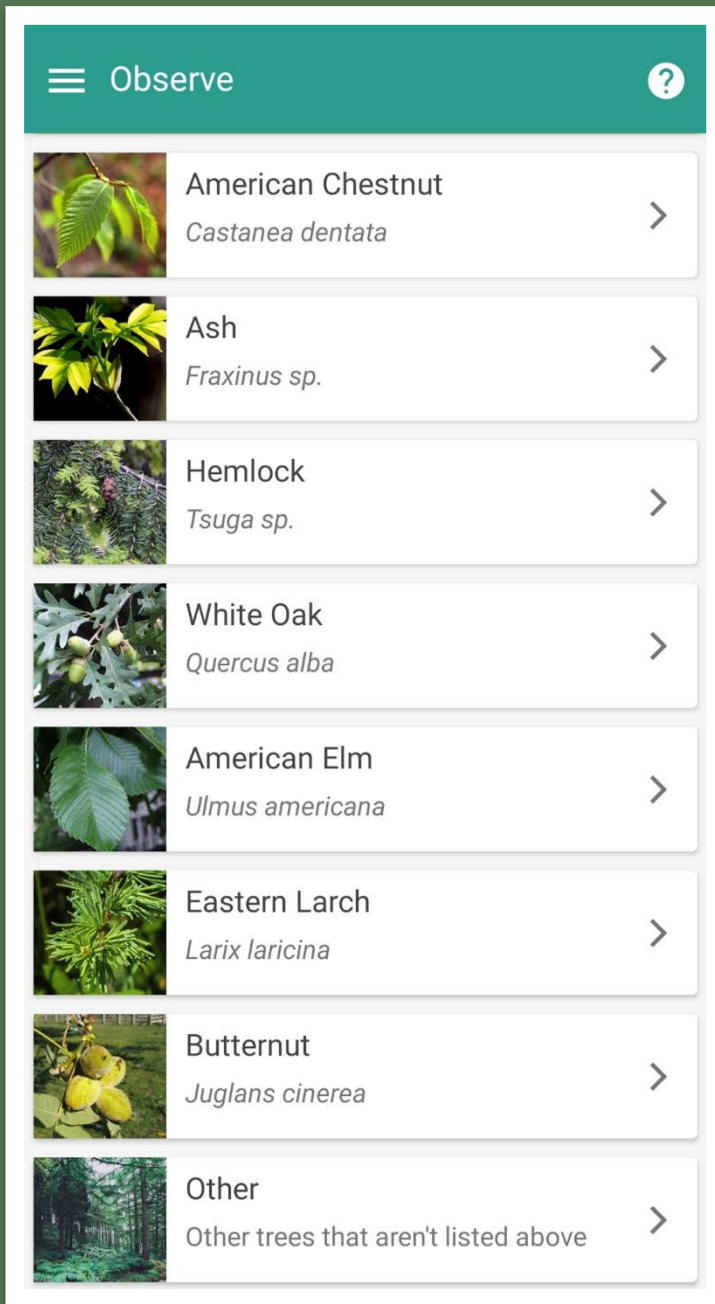 Observe
American Chestnut
Castanea dentata
Ash
Fraxinus sp.
Hemlock
Tsuga sp.
White Oak
Quercus alba
American Elm
Ulmus americana
Eastern Larch
Larix laricina
Butternut
Juglans cinerea
Other
Other trees that aren't listed above